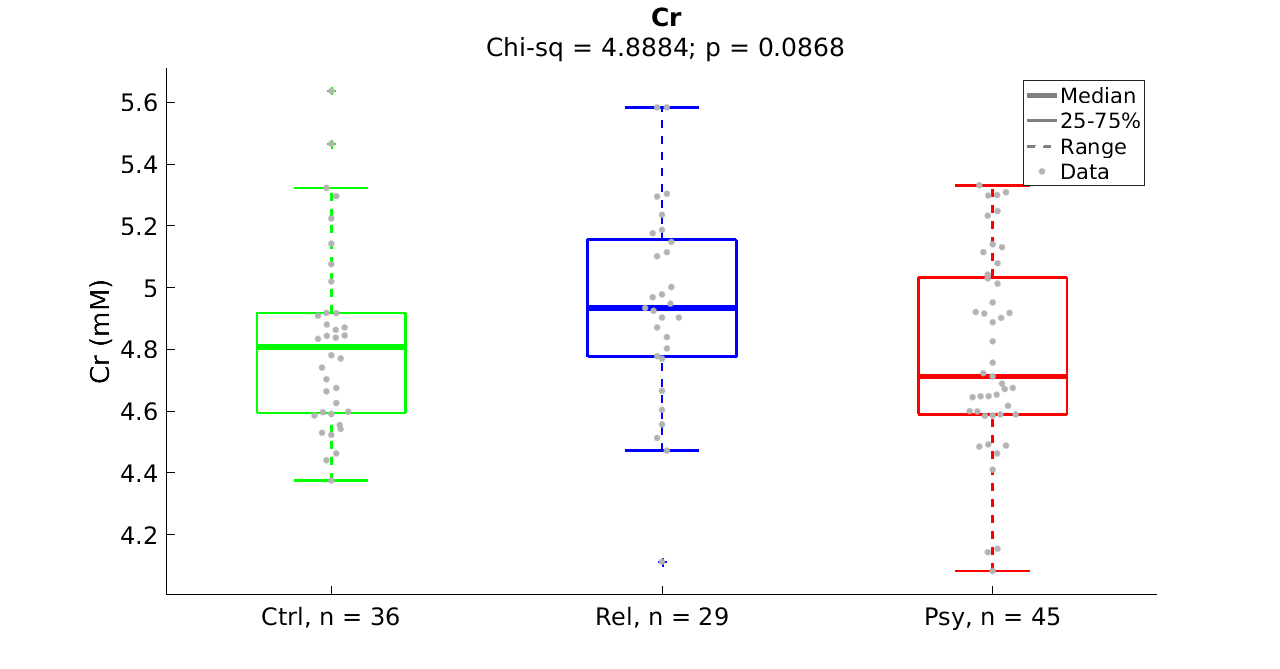 Cr
Chi-sq = 4.8884; p = 0.0868
Median
25-75%
Range
Data
Cr (mM)
5.6
5.4
5.2
5
4.8
4.6
4.4
4.2
Ctrl, n = 36
Rel, n = 29
Psy, n = 45